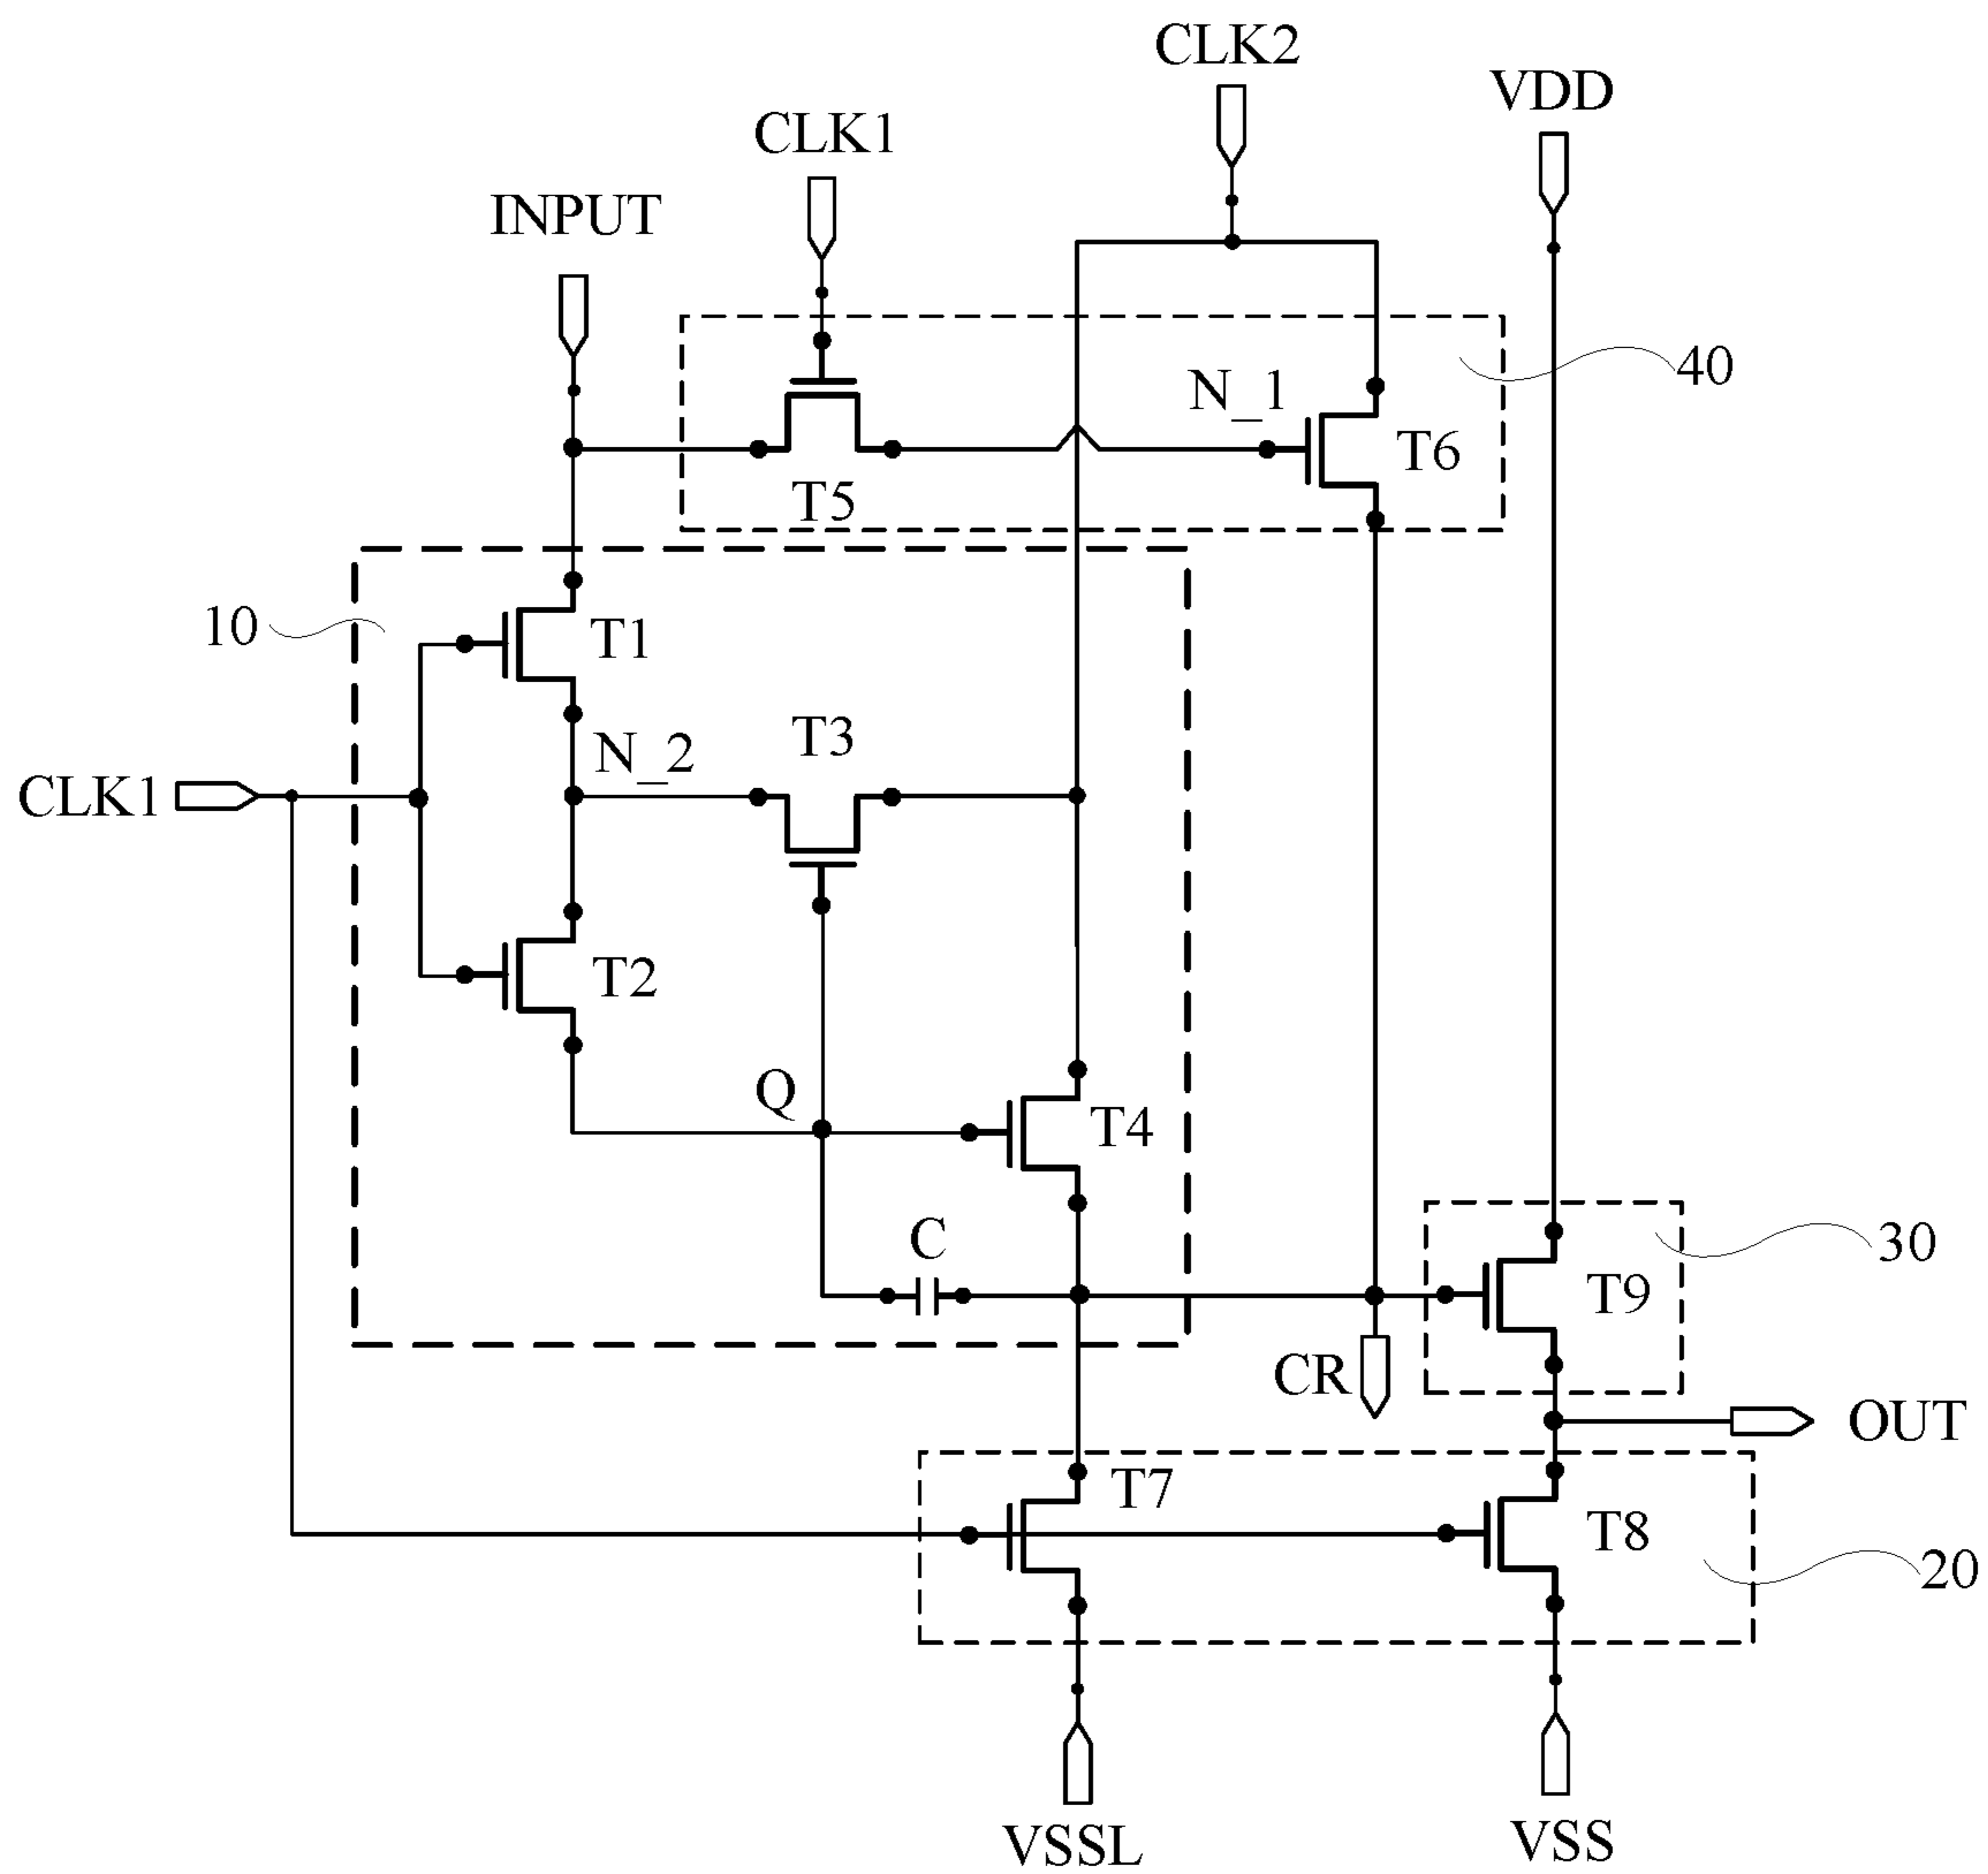 CLK2
VDD
CLK1
INPUT
40
N_1
T6
T5
10
T1
T3
N_2
CLK1
T2
Q
T4
C
30
T9
CR
OUT
T7
T8
20
VSSL
VSS